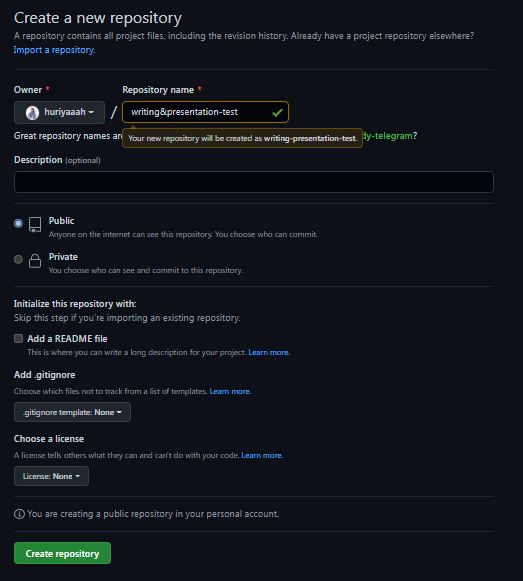 Create a new repository
A repository contains all project files, including the revision history. Already have a project repository elsewhere?
Import a repository.
Owner *
Repository name *
huriyaaah
/
writing&presentation-test
Great repository names are
dy-telegram?
Your new repository will be created as writing-presentation-test.
Description (optional)
Public
Anyone on the internet can see this repository. You choose who can commit.
Private
You choose who can see and commit to this repository.
Initialize this repository with:
Skip this step if you're importing an existing repository.
Add a README file
This is where you can write a long description for your project. Learn more.
Add .gitignore
Choose which files not to track from a list of templates. Learn more.
.gitignore template: None
Choose a license
A license tells others what they can and can't do with your code. Learn more.
License: None
You are creating a public repository in your personal account.
Create repository